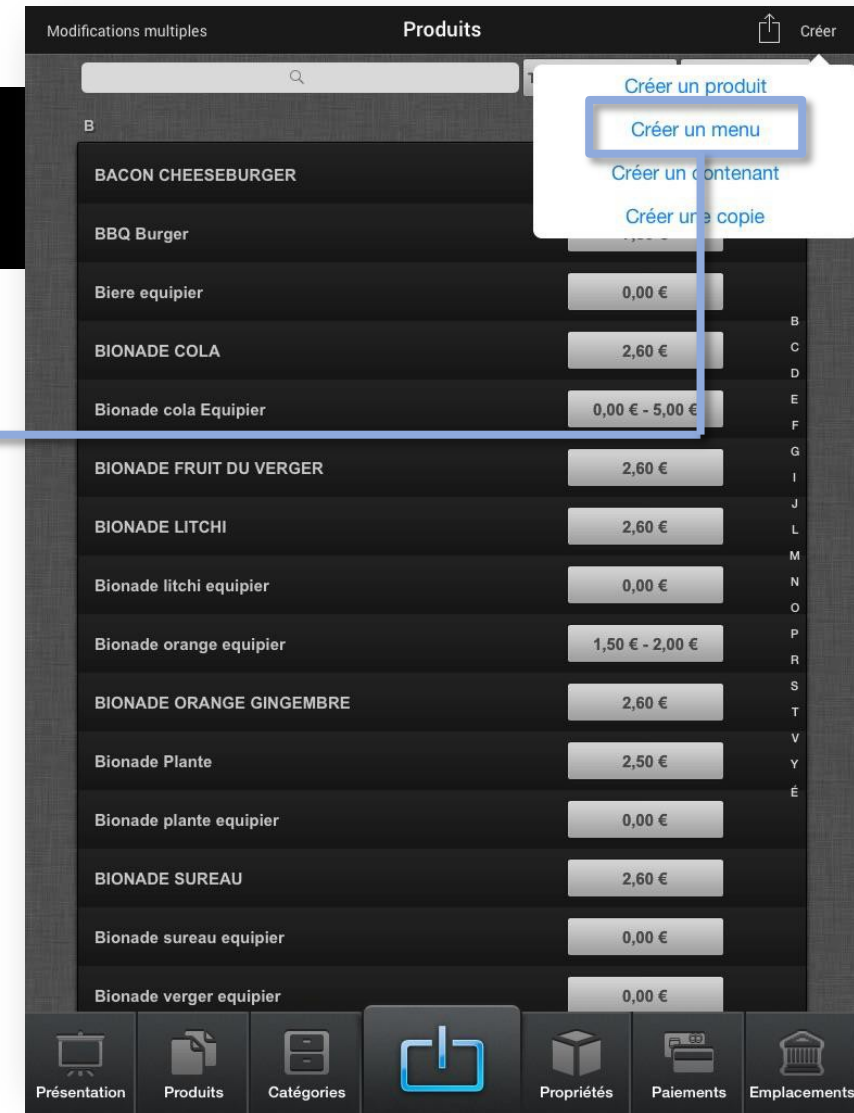 Modifications multiples Produits Créer
Créer un produit
Créer un menu
Créer un contenant
Créer une copie
B
BACON CHEESEBURGER
BBQ Burger
Biere equipier 0,00 €
BIONADE COLA 2,60 €
Bionade cola Equipier 0,00 € - 5,00 €
BIONADE FRUIT DU VERGER 2,60 €
BIONADE LITCHI 2,60 €
Bionade litchi equipier 0,00 €
Bionade orange equipier 1,50 € - 2,00 €
BIONADE ORANGE GINGEMBRE 2,60 €
Bionade Plante 2,50 €
Bionade plante equipier 0,00 €
BIONADE SUREAU 2,60 €
Bionade sureau equipier 0,00 €
Bionade verger equipier 0,00 €
B
C
D
E
F
G
I
J
L
M
N
O
P
R
S
T
V
Y
É
Présentation Produits Catégories Propriétés Paiements Emplacements